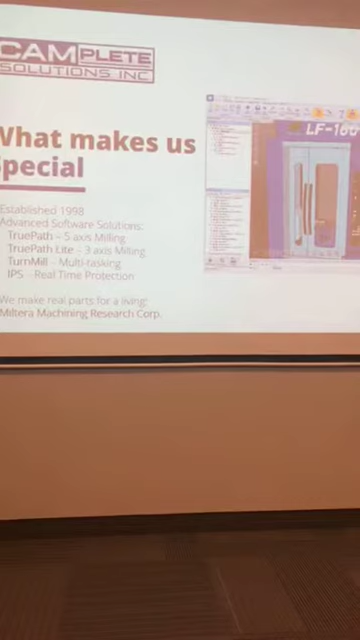 CAMPLETE
SOLUTIONS INC
What makes us
Special
Established 1998
Advanced Software Solutions:
TruePath – 5 axis Milling
TruePath Lite – 3 axis Milling
TurnMill – Multi-tasking
IPS – Real Time Protection
We make real parts for a living:
Miltera Machining Research Corp.
LF-160